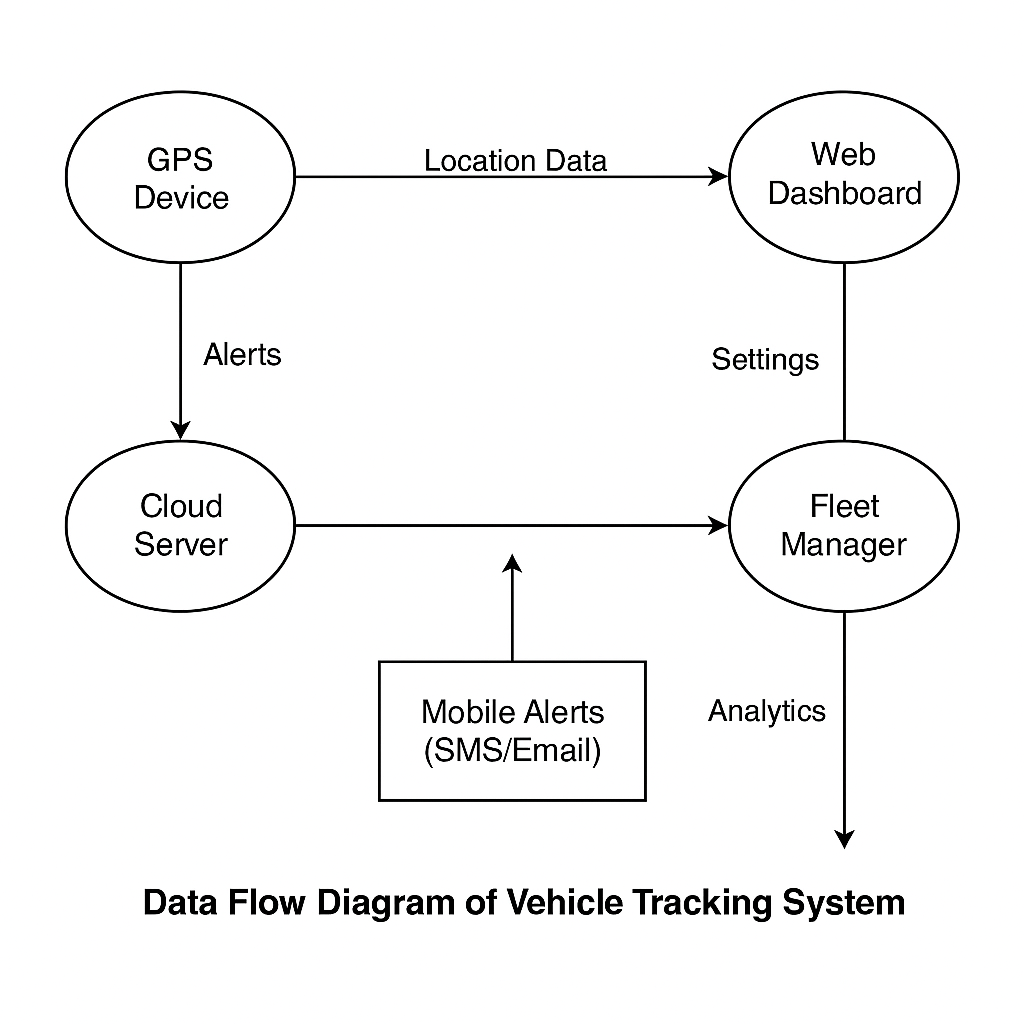 GPS
Device
Location Data
Web
Dashboard
Alerts
Settings
Cloud
Server
Fleet
Manager
Mobile Alerts
(SMS/Email)
Analytics
Data Flow Diagram of Vehicle Tracking System